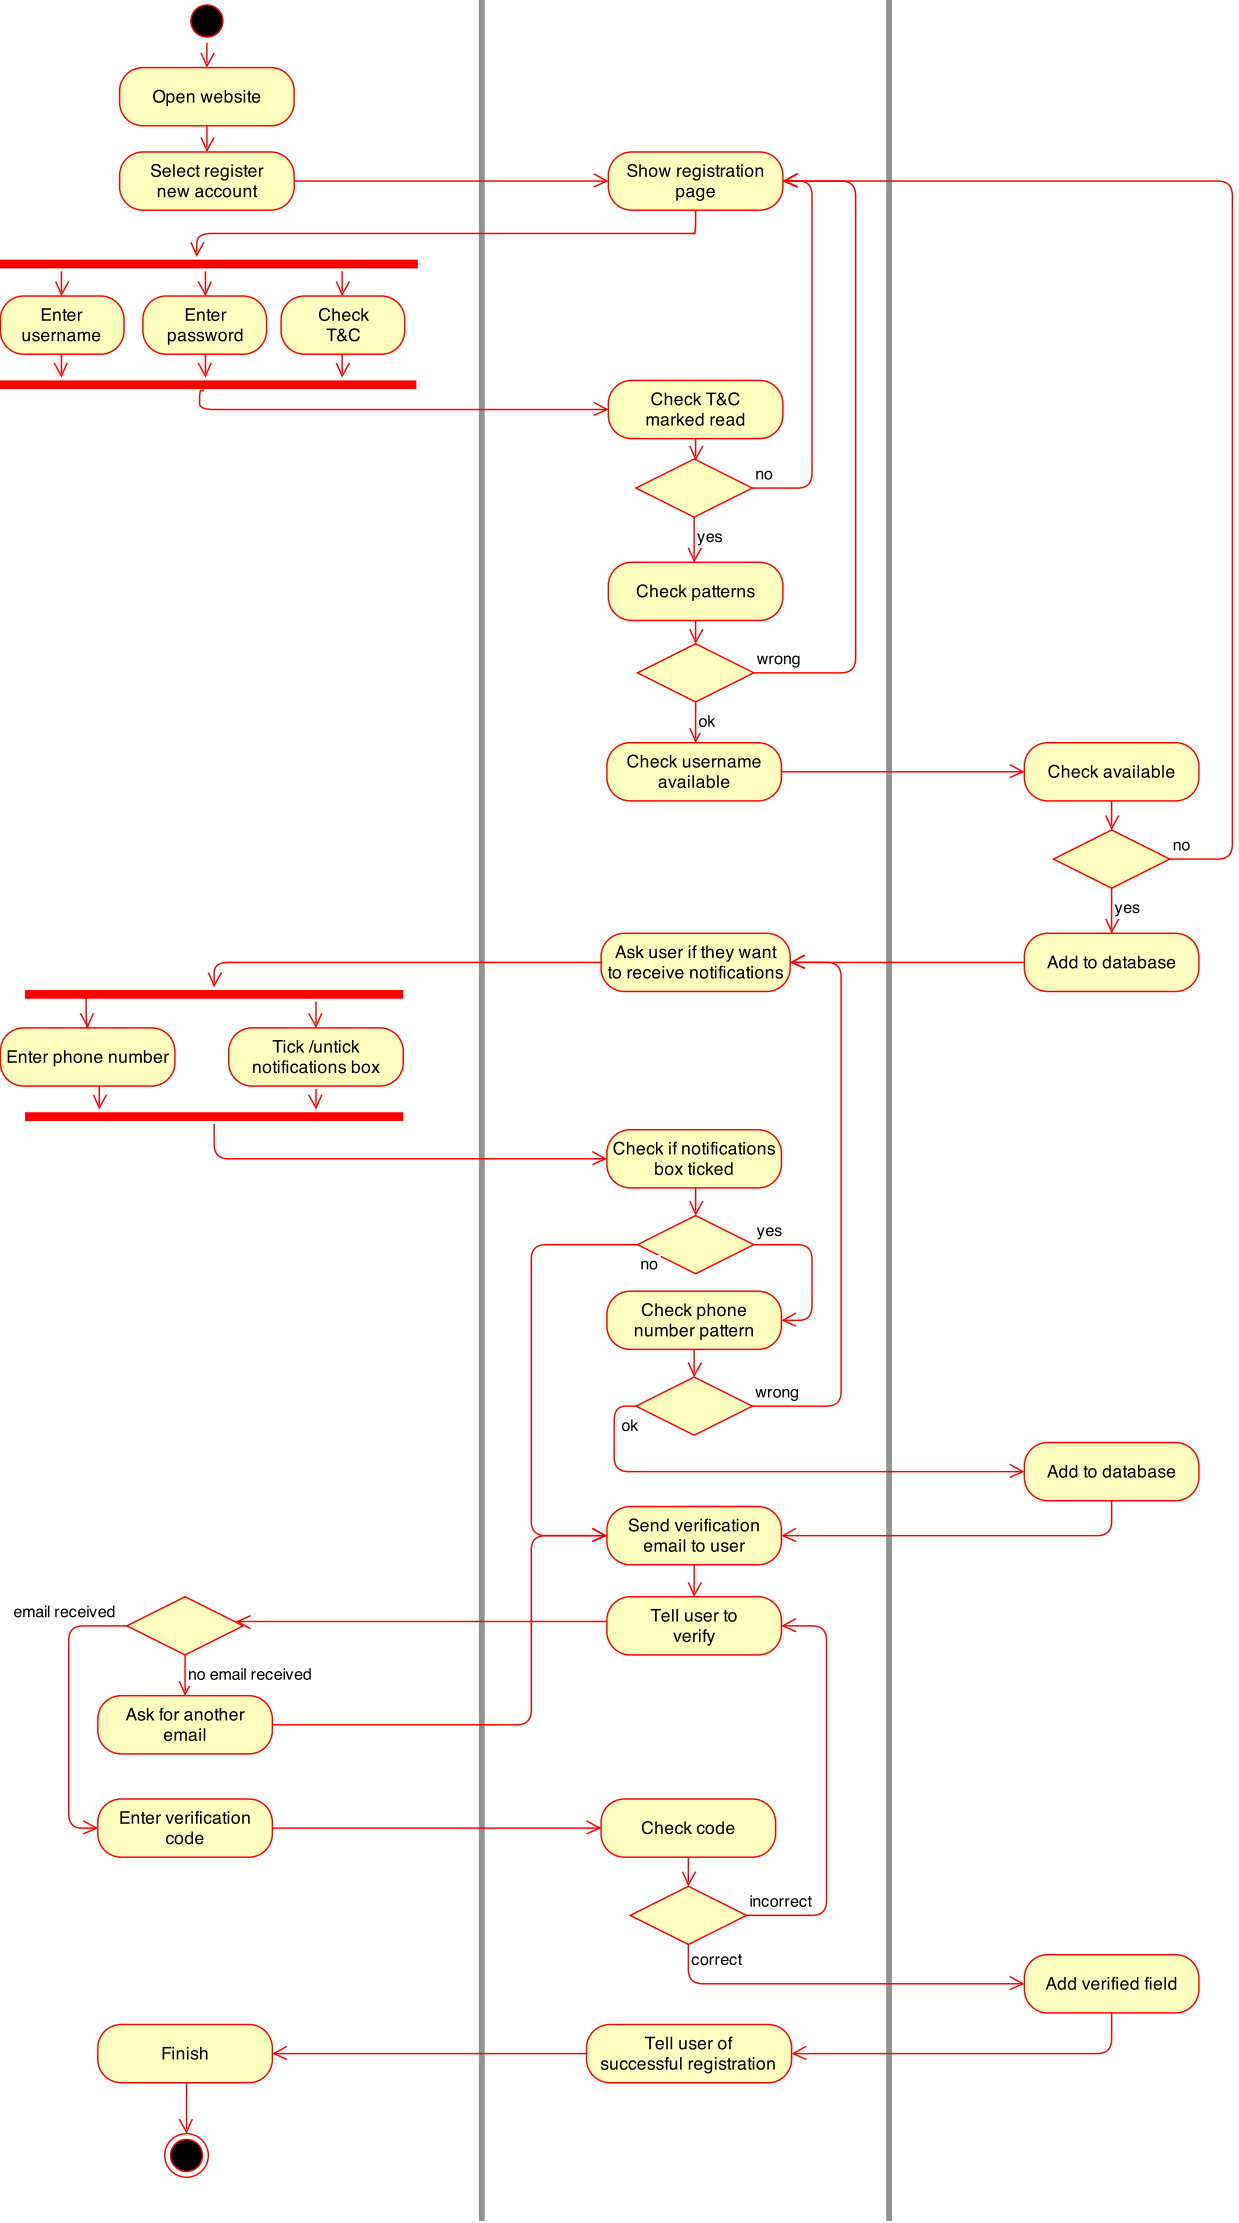 Open website
Select register
new account
Show registration
page
Enter
username
Enter
password
Check
T&C
Check T&C
marked read
no
yes
Check patterns
wrong
ok
Check username
available
Check available
no
yes
Ask user if they want
to receive notifications
Add to database
Enter phone number
Tick /untick
notifications box
Check if notifications
box ticked
yes
no
Check phone
number pattern
wrong
ok
Add to database
Send verification
email to user
email received
Tell user to
verify
no email received
Ask for another
email
Enter verification
code
Check code
incorrect
correct
Add verified field
Finish
Tell user of
successful registration